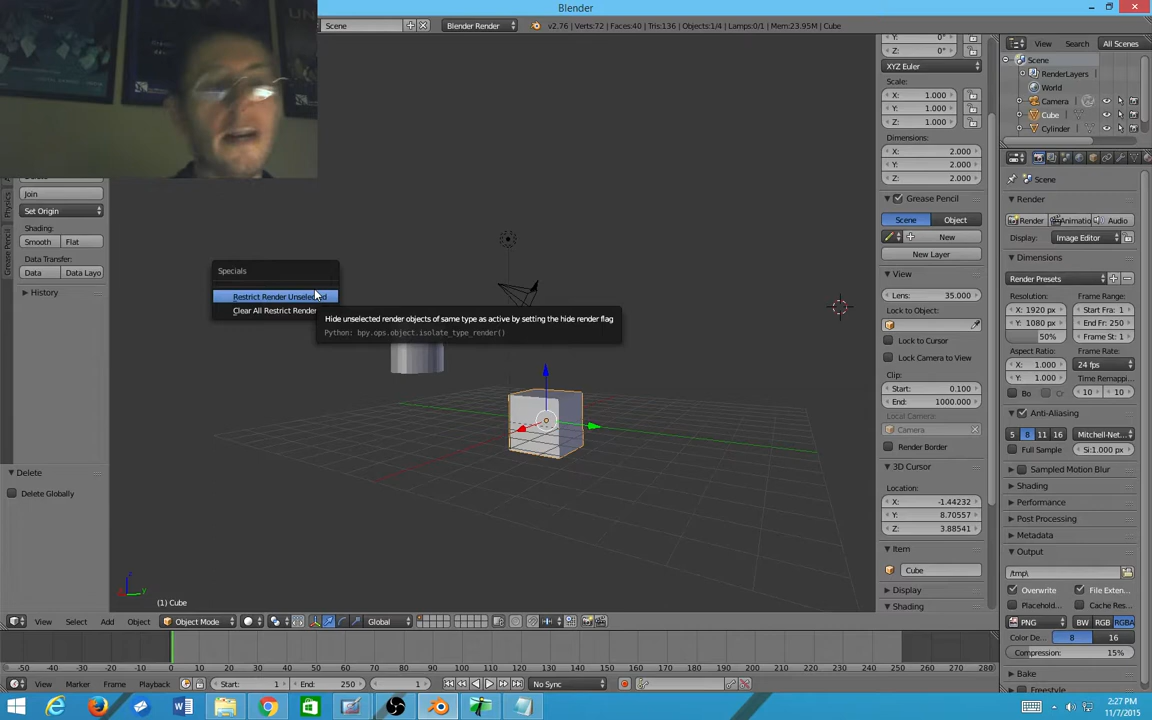 Blender
Scene
Blender Render
v2.76 | Verts:72 | Faces:40 | Tris:136 | Objects:1/4 | Lamps:0/1 | Mem:23.95M | Cube
View Search All Scenes
Scene
RenderLayers
World
Camera
Cube
Cylinder
Z: 0°
XYZ Euler
Scale:
X: 1.000
Y: 1.000
Z: 1.000
Dimensions:
X: 2.000
Y: 2.000
Z: 2.000
Grease Pencil
Scene Object
New
New Layer
View
Lens: 35.000
Lock to Object:
Lock to Cursor
Lock Camera to View
Clip:
Start: 0.100
End: 1000.000
Local Camera:
Camera
Render Border
3D Cursor
Location:
X: -1.44232
Y: 8.70557
Z: 3.88541
Item
Cube
Display
Shading
Scene
Render
Render Animatio Audio
Display: Image Editor
Dimensions
Render Presets
Resolution:
X: 1920 px
Y: 1080 px
50%
Frame Range:
Start Fra: 1
End Fr: 250
Frame S: 1
Aspect Ratio:
X: 1.000
Y: 1.000
Frame Rate:
24 fps
Time Remappi...
10 10
Bo Cr
Anti-Aliasing
5 8 11 16
Mitchell-Net...
Full Sample
Si:1.000 px
Sampled Motion Blur
Shading
Performance
Post Processing
Metadata
Output
/tmp\
Overwrite File Exten...
Placehold... Cache Res...
PNG BW RGB RGBA
Color De... 8 16
Compression: 15%
Bake
Freestyle
Physics
Grease Pencil
Join
Set Origin
Shading:
Smooth Flat
Data Transfer:
Data Data Layo
History
Delete
Delete Globally
Specials
Restrict Render Unselected
Clear All Restrict Render
Hide unselected render objects of same type as active by setting the hide render flag
Python: bpy.ops.object.isolate_type_render()
(1) Cube
View Select Add Object Object Mode Global
-50 -40 -30 -20 -10 0 10 20 30 40 50 60 70 80 90 100 110 120 130 140 150 160 170 180 190 200 210 220 230 240 250 260 270 280
View Marker Frame Playback Start: 1 End: 250 1 No Sync
2:27 PM
11/7/2015